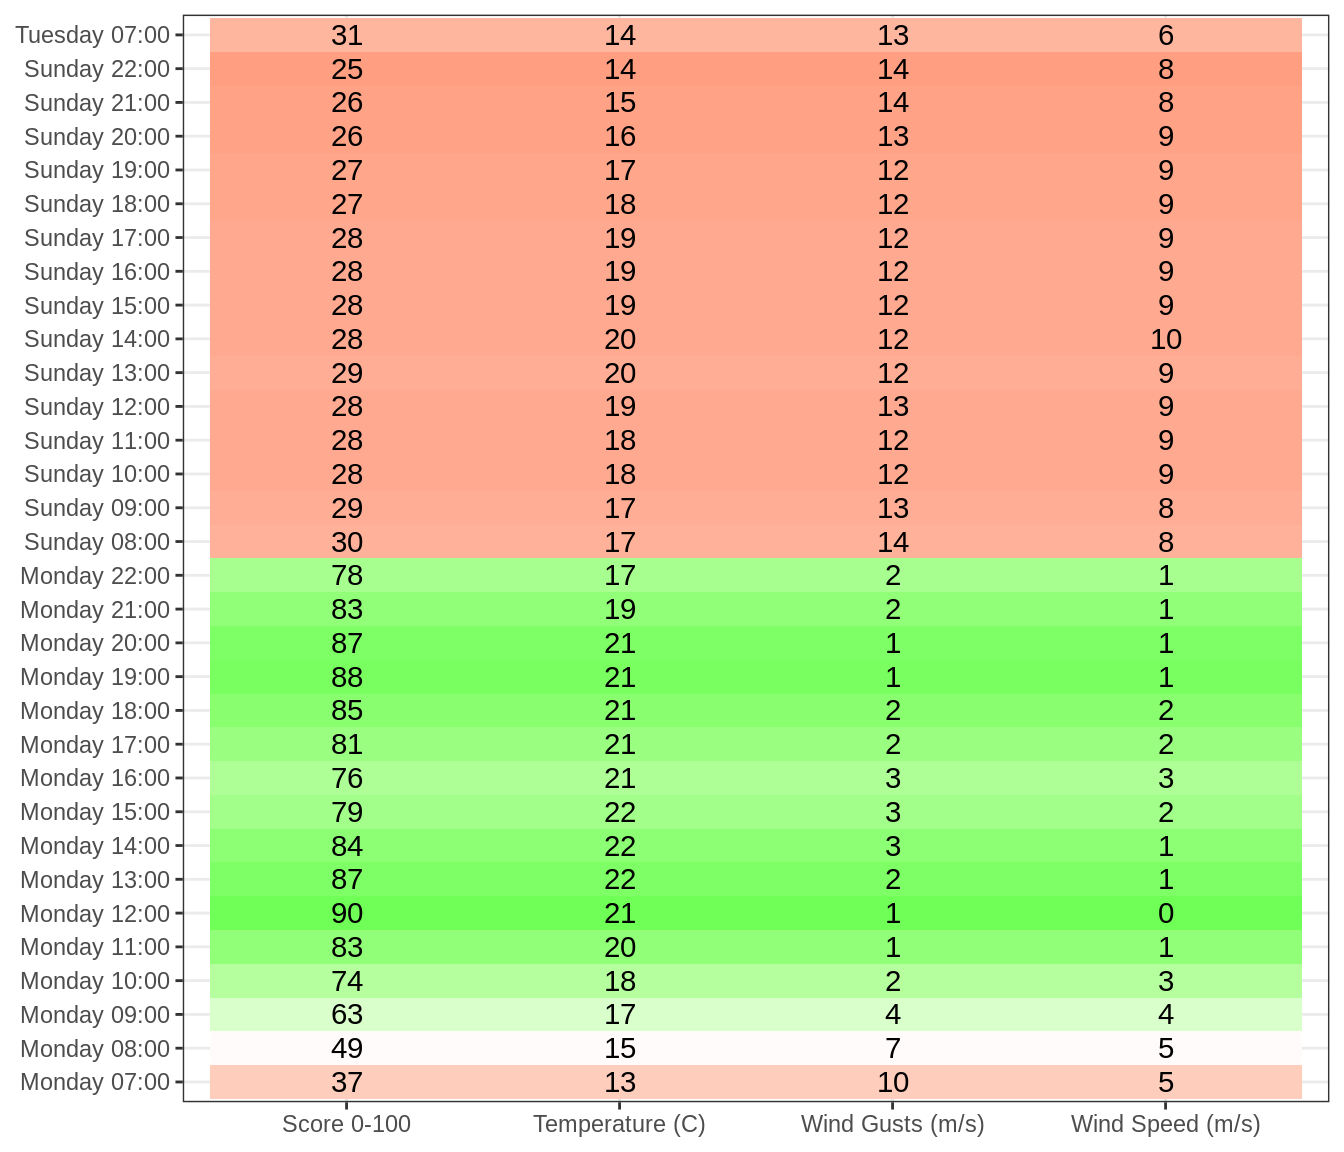 Tuesday 07:00 31 14 13 6
Sunday 22:00 25 14 14 8
Sunday 21:00 26 15 14 8
Sunday 20:00 26 16 13 9
Sunday 19:00 27 17 12 9
Sunday 18:00 27 18 12 9
Sunday 17:00 28 19 12 9
Sunday 16:00 28 19 12 9
Sunday 15:00 28 19 12 9
Sunday 14:00 28 20 12 10
Sunday 13:00 29 20 12 9
Sunday 12:00 28 19 13 9
Sunday 11:00 28 18 12 9
Sunday 10:00 28 18 12 9
Sunday 09:00 29 17 13 8
Sunday 08:00 30 17 14 8
Monday 22:00 78 17 2 1
Monday 21:00 83 19 2 1
Monday 20:00 87 21 1 1
Monday 19:00 88 21 1 1
Monday 18:00 85 21 2 2
Monday 17:00 81 21 2 2
Monday 16:00 76 21 3 3
Monday 15:00 79 22 3 2
Monday 14:00 84 22 3 1
Monday 13:00 87 22 2 1
Monday 12:00 90 21 1 0
Monday 11:00 83 20 1 1
Monday 10:00 74 18 2 3
Monday 09:00 63 17 4 4
Monday 08:00 49 15 7 5
Monday 07:00 37 13 10 5
Score 0-100 Temperature (C) Wind Gusts (m/s) Wind Speed (m/s)